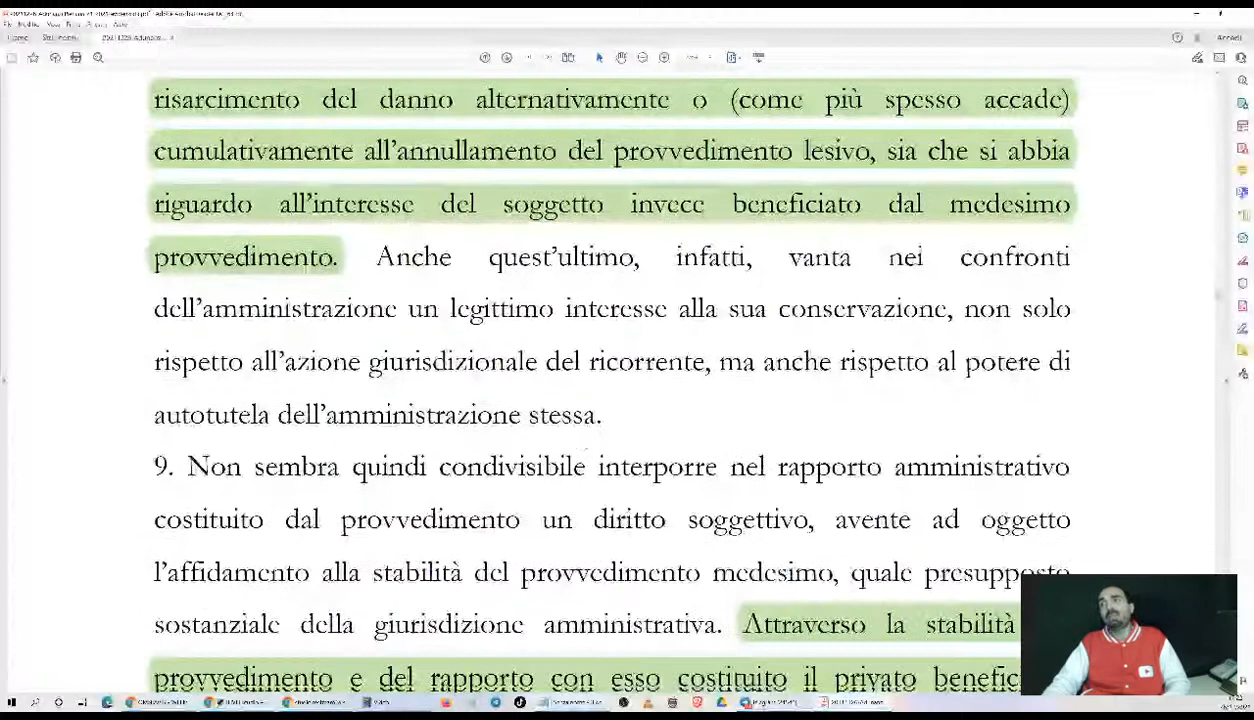 risarcimento del danno alternativamente o (come più spesso accade)
cumulativamente all'annullamento del provvedimento lesivo, sia che si abbia
riguardo all'interesse del soggetto invece beneficiato dal medesimo
provvedimento. Anche quest'ultimo, infatti, vanta nei confronti
dell'amministrazione un legittimo interesse alla sua conservazione, non solo
rispetto all'azione giurisdizionale del ricorrente, ma anche rispetto al potere di
autotutela dell'amministrazione stessa.
9. Non sembra quindi condivisibile interporre nel rapporto amministrativo
costituito dal provvedimento un diritto soggettivo, avente ad oggetto
l'affidamento alla stabilità del provvedimento medesimo, quale presupposto
sostanziale della giurisdizione amministrativa. Attraverso la stabilità
provvedimento e del rapporto con esso costituito il privato